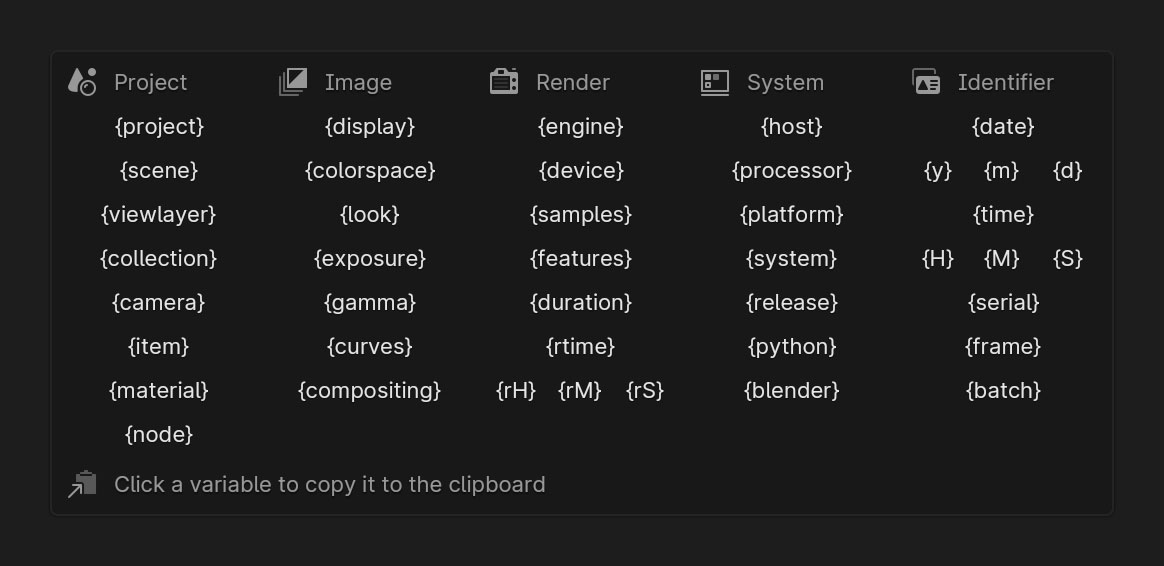 Project Image Render System Identifier
{project} {display} {engine} {host} {date}
{scene} {colorspace} {device} {processor} {y} {m} {d}
{viewlayer} {look} {samples} {platform} {time}
{collection} {exposure} {features} {system} {H} {M} {S}
{camera} {gamma} {duration} {release} {serial}
{item} {curves} {rtime} {python} {frame}
{material} {compositing} {rH} {rM} {rS} {blender} {batch}
{node}
Click a variable to copy it to the clipboard